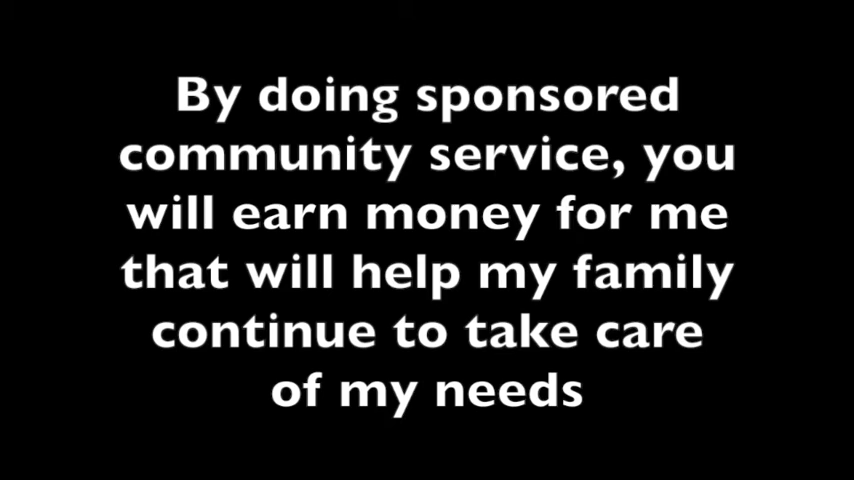 By doing sponsored
community service, you
will earn money for me
that will help my family
continue to take care
of my needs